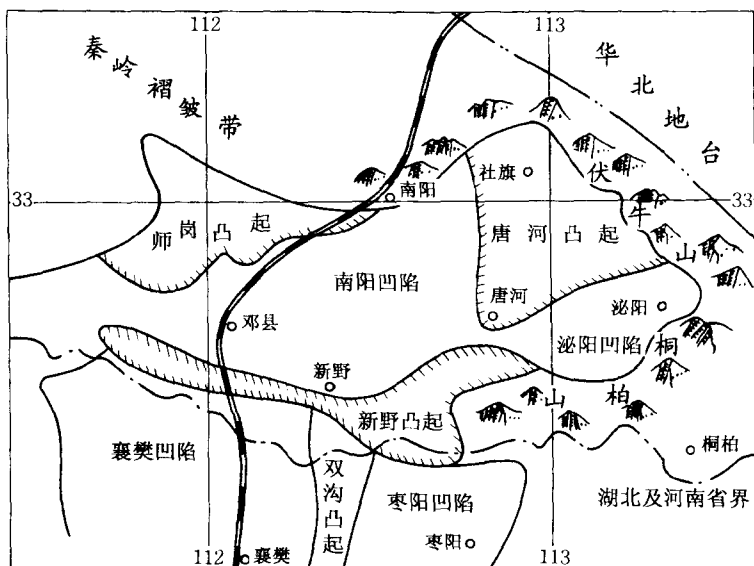 112
113
秦岭褶皱带
华北地台
33
33
南阳
社旗
伏牛山
师岗凸起
唐河凸起
南阳凹陷
唐河
泌阳
邓县
泌阳凹陷
桐柏山
新野
新野凸起
襄樊凹陷
双沟凸起
枣阳凹陷
桐柏
湖北及河南省界
枣阳
襄樊
112
113